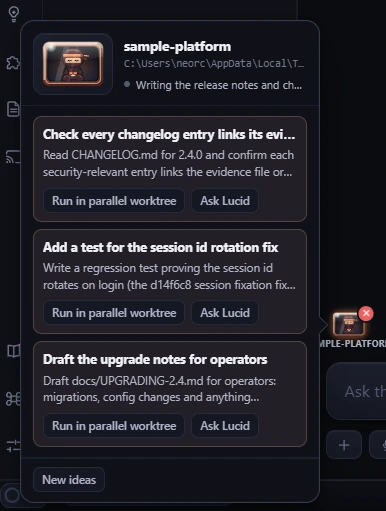 sample-platform
C:\Users\neorc\AppData\Local\T…
Writing the release notes and ch…
Check every changelog entry links its evi…
Read CHANGELOG.md for 2.4.0 and confirm each
security-relevant entry links the evidence file or…
Run in parallel worktree
Ask Lucid
Add a test for the session id rotation fix
Write a regression test proving the session id
rotates on login (the d14f6c8 session fixation fix…
Run in parallel worktree
Ask Lucid
MPLE-PLATFOR
Draft the upgrade notes for operators
Draft docs/UPGRADING-2.4.md for operators:
migrations, config changes and anything…
Ask th
Run in parallel worktree
Ask Lucid
New ideas